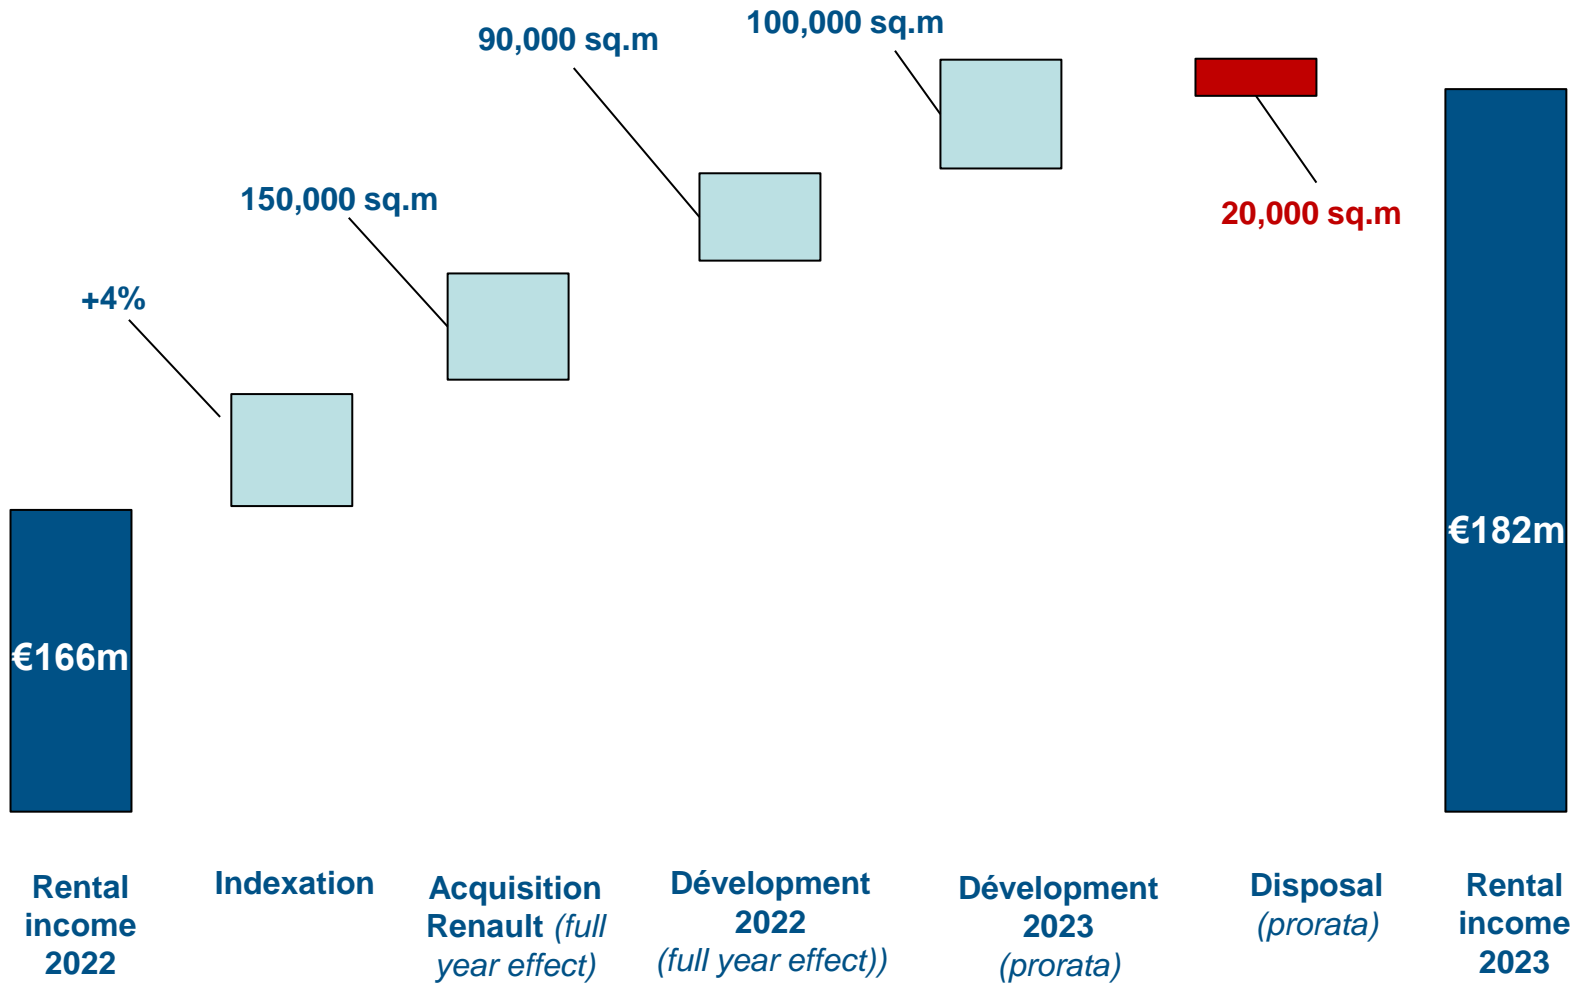 100,000 sq.m
90,000 sq.m
150,000 sq.m
20,000 sq.m
+4%
€182m
€166m
Rental
income
2022
Indexation
Acquisition
Renault (full
year effect)
Dévelopment
2022
(full year effect))
Dévelopment
2023
(prorata)
Disposal
(prorata)
Rental
income
2023